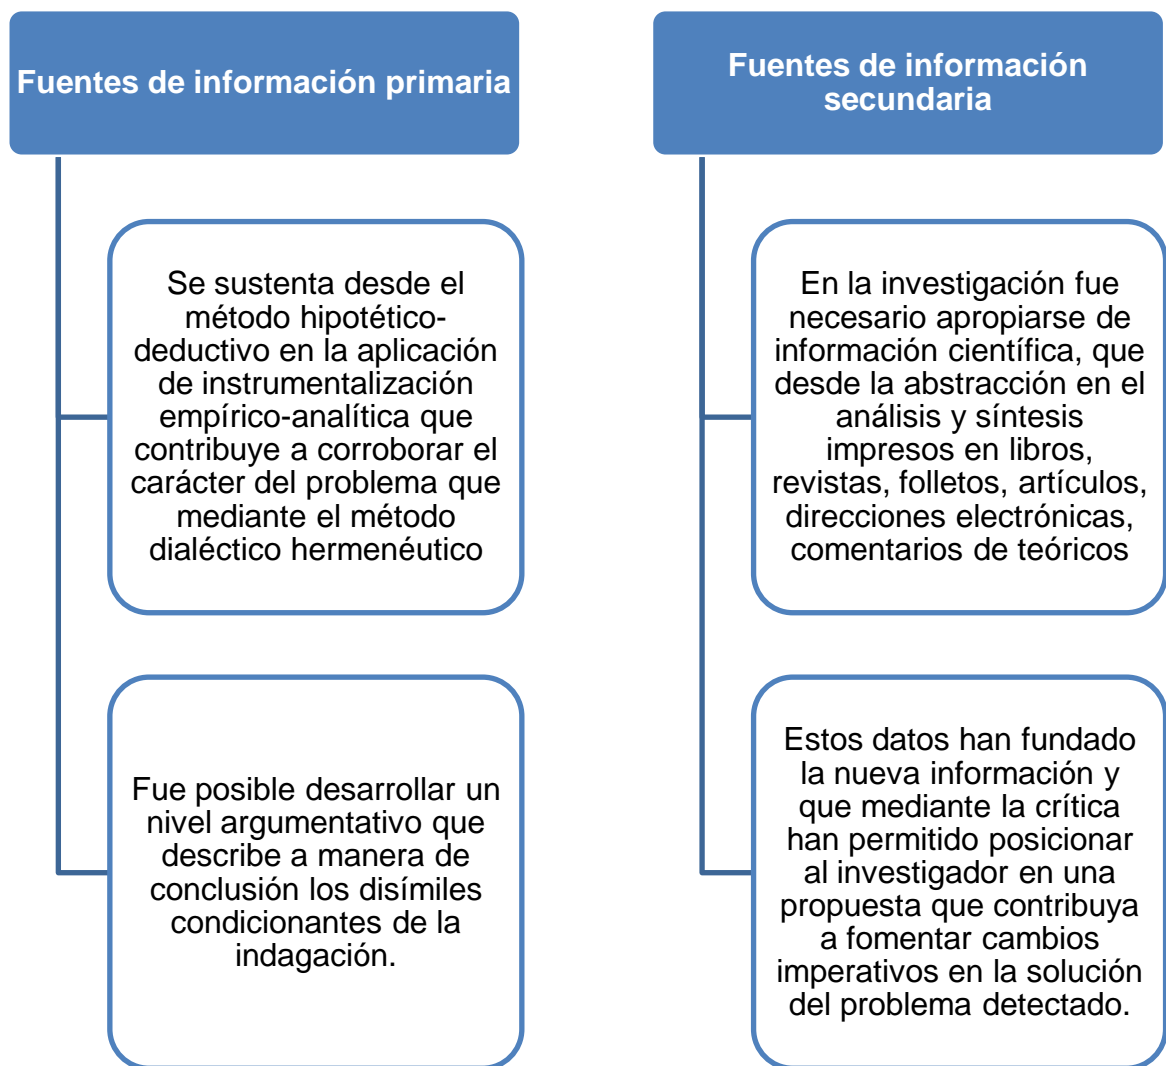 Fuentes de información primaria
Se sustenta desde el
método hipotético-
deductivo en la aplicación
de instrumentalización
empírico-analítica que
contribuye a corroborar el
carácter del problema que
mediante el método
dialéctico hermenéutico
Fue posible desarrollar un
nivel argumentativo que
describe a manera de
conclusión los disímiles
condicionantes de la
indagación.
Fuentes de información
secundaria
En la investigación fue
necesario apropiarse de
información científica, que
desde la abstracción en el
análisis y síntesis
impresos en libros,
revistas, folletos, artículos,
direcciones electrónicas,
comentarios de teóricos
Estos datos han fundado
la nueva información y
que mediante la crítica
han permitido posicionar
al investigador en una
propuesta que contribuya
a fomentar cambios
imperativos en la solución
del problema detectado.